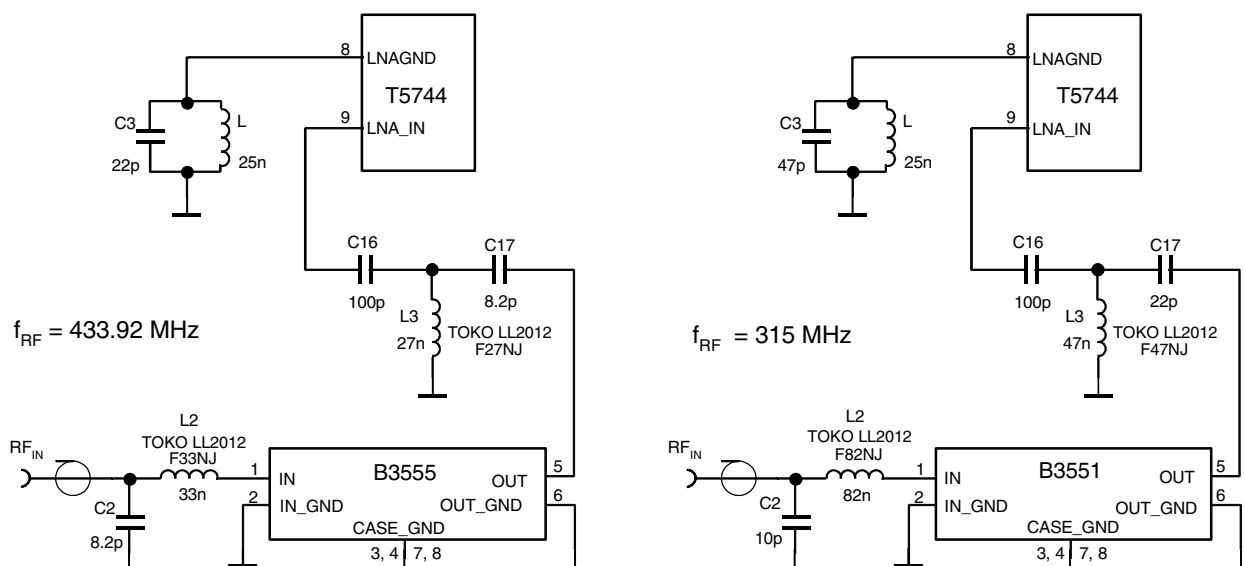 8
LNAGND
T5744
C3
L
9
LNA_IN
22p
25n
C16
C17
100p
8.2p
L3
TOKO LL2012
27n
F27NJ
fRF = 433.92 MHz
L2
TOKO LL2012
F33NJ
RFIN
1
IN
B3555
5
OUT
33n
2
IN_GND
OUT_GND
6
C2
CASE_GND
8.2p
3, 4
7, 8
8
LNAGND
T5744
C3
L
9
LNA_IN
47p
25n
C16
C17
100p
22p
L3
TOKO LL2012
47n
F47NJ
fRF = 315 MHz
L2
TOKO LL2012
F82NJ
RFIN
1
IN
B3551
5
OUT
82n
2
IN_GND
OUT_GND
6
C2
CASE_GND
10p
3, 4
7, 8